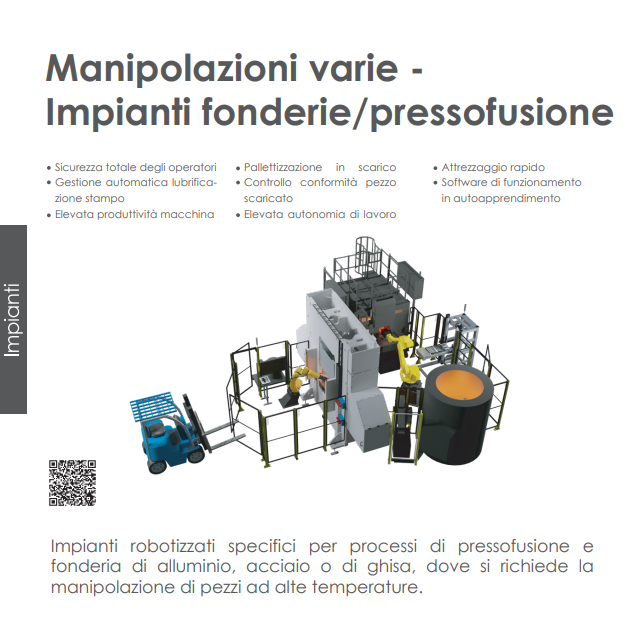 Manipolazioni varie -
Impianti fonderie/pressofusione
• Sicurezza totale degli operatori
• Gestione automatica lubrifica-
zione stampo
• Elevata produttività macchina
• Pallettizzazione in scarico
• Controllo conformità pezzo
scaricato
• Elevata autonomia di lavoro
• Attrezzaggio rapido
• Software di funzionamento
in autoapprendimento
Impianti
Impianti robotizzati specifici per processi di pressofusione e
fonderia di alluminio, acciaio o di ghisa, dove si richiede la
manipolazione di pezzi ad alte temperature.